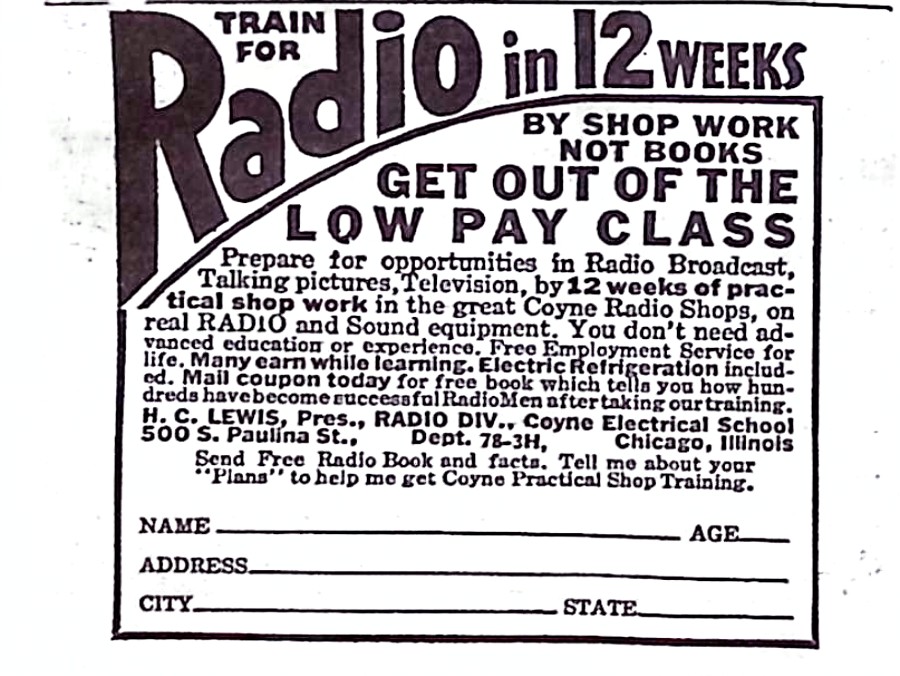 TRAIN
FOR
Radio in 12 WEEKS
BY SHOP WORK
NOT BOOKS
GET OUT OF THE
LOW PAY CLASS
Prepare for opportunities in Radio Broadcast,
Talking pictures, Television, by 12 weeks of prac-
tical shop work in the great Coyne Radio Shops, on
real RADIO and Sound equipment. You don't need ad-
vanced education or experience. Free Employment Service for
life. Many earn while learning. Electric Refrigeration includ-
ed. Mail coupon today for free book which tells you how hun-
dreds have become successful Radio Men after taking our training.
H. C. LEWIS, Pres., RADIO DIV., Coyne Electrical School
500 S. Paulina St., Dept. 78-3H, Chicago, Illinois
Send Free Radio Book and facts. Tell me about your
"Plans" to help me get Coyne Practical Shop Training.
NAME AGE
ADDRESS
CITY STATE